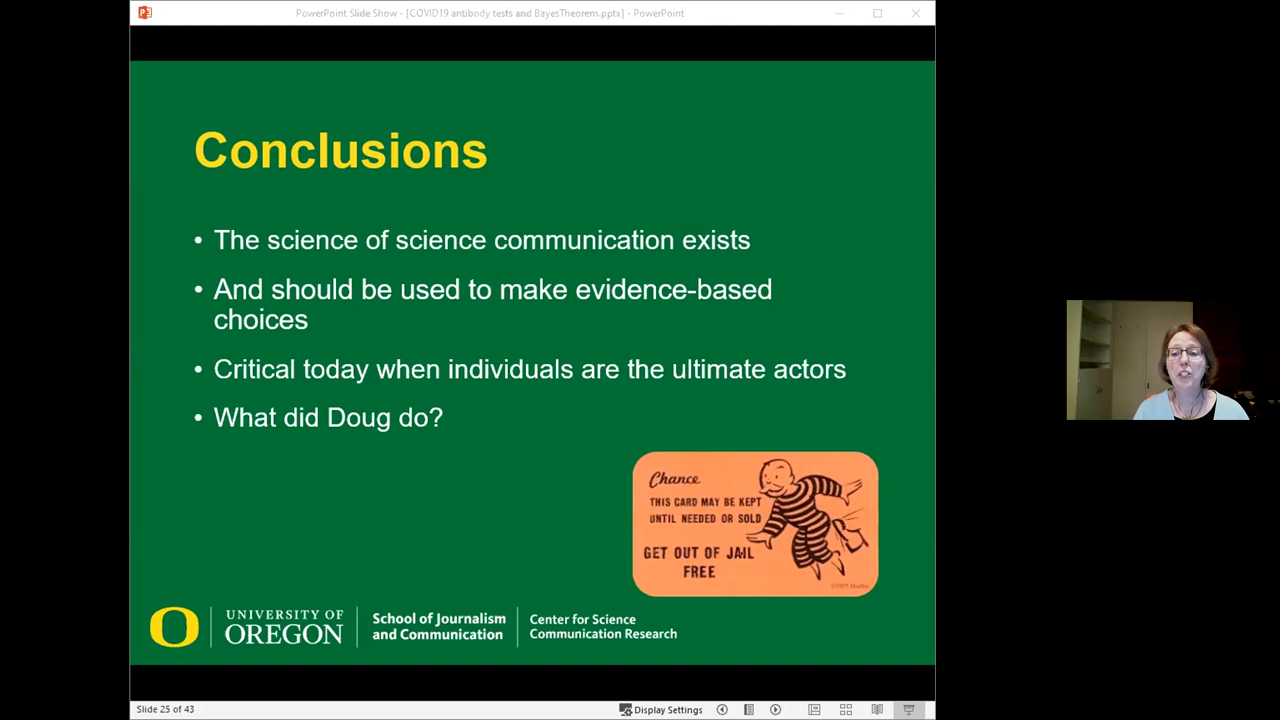 PowerPoint Slide Show - [COVID19 antibody tests and BayesTheorem.pptx] - PowerPoint
Conclusions
• The science of science communication exists
• And should be used to make evidence-based
choices
• Critical today when individuals are the ultimate actors
• What did Doug do?
Chance
THIS CARD MAY BE KEPT
UNTIL NEEDED OR SOLD
GET OUT OF JAIL
FREE
O
UNIVERSITY OF
OREGON
School of Journalism
and Communication
Center for Science
Communication Research
Slide 25 of 43
Display Settings